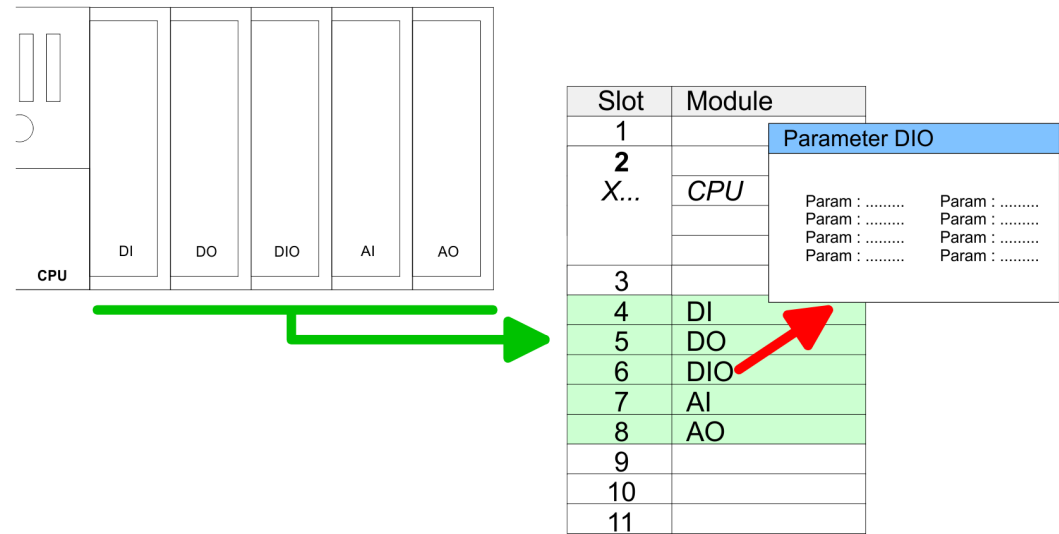 CPU
DI
DO
DIO
AI
AO
Slot Module
1
2
X... CPU
3
4 DI
5 DO
6 DIO
7 AI
8 AO
9
10
11
Parameter DIO
Param : ......... Param : .........
Param : ......... Param : .........
Param : ......... Param : .........
Param : ......... Param : .........